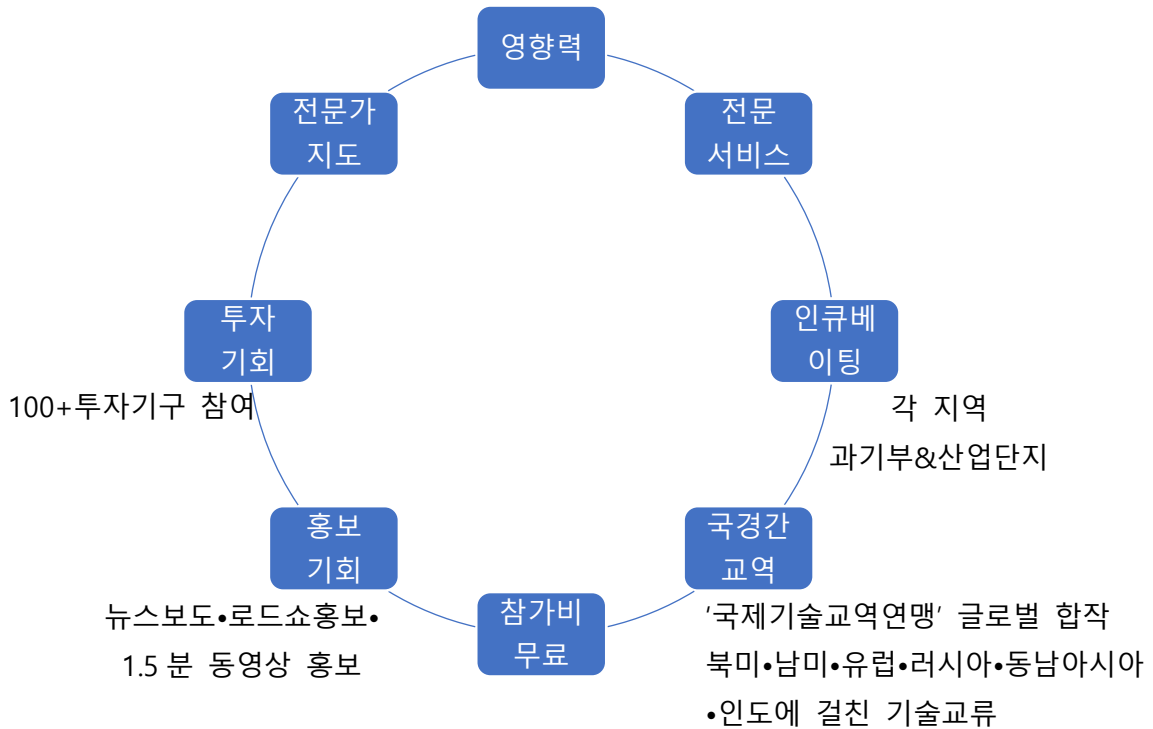 영향력
전문
서비스
인큐베
이팅
각 지역
과기부&산업단지
국경간
교역
'국제기술교역연맹' 글로벌 합작
북미•남미•유럽•러시아•동남아시아
•인도에 걸친 기술교류
참가비
무료
홍보
기회
뉴스보도•로드쇼홍보•
1.5분 동영상 홍보
투자
기회
100+투자기구 참여
전문가
지도